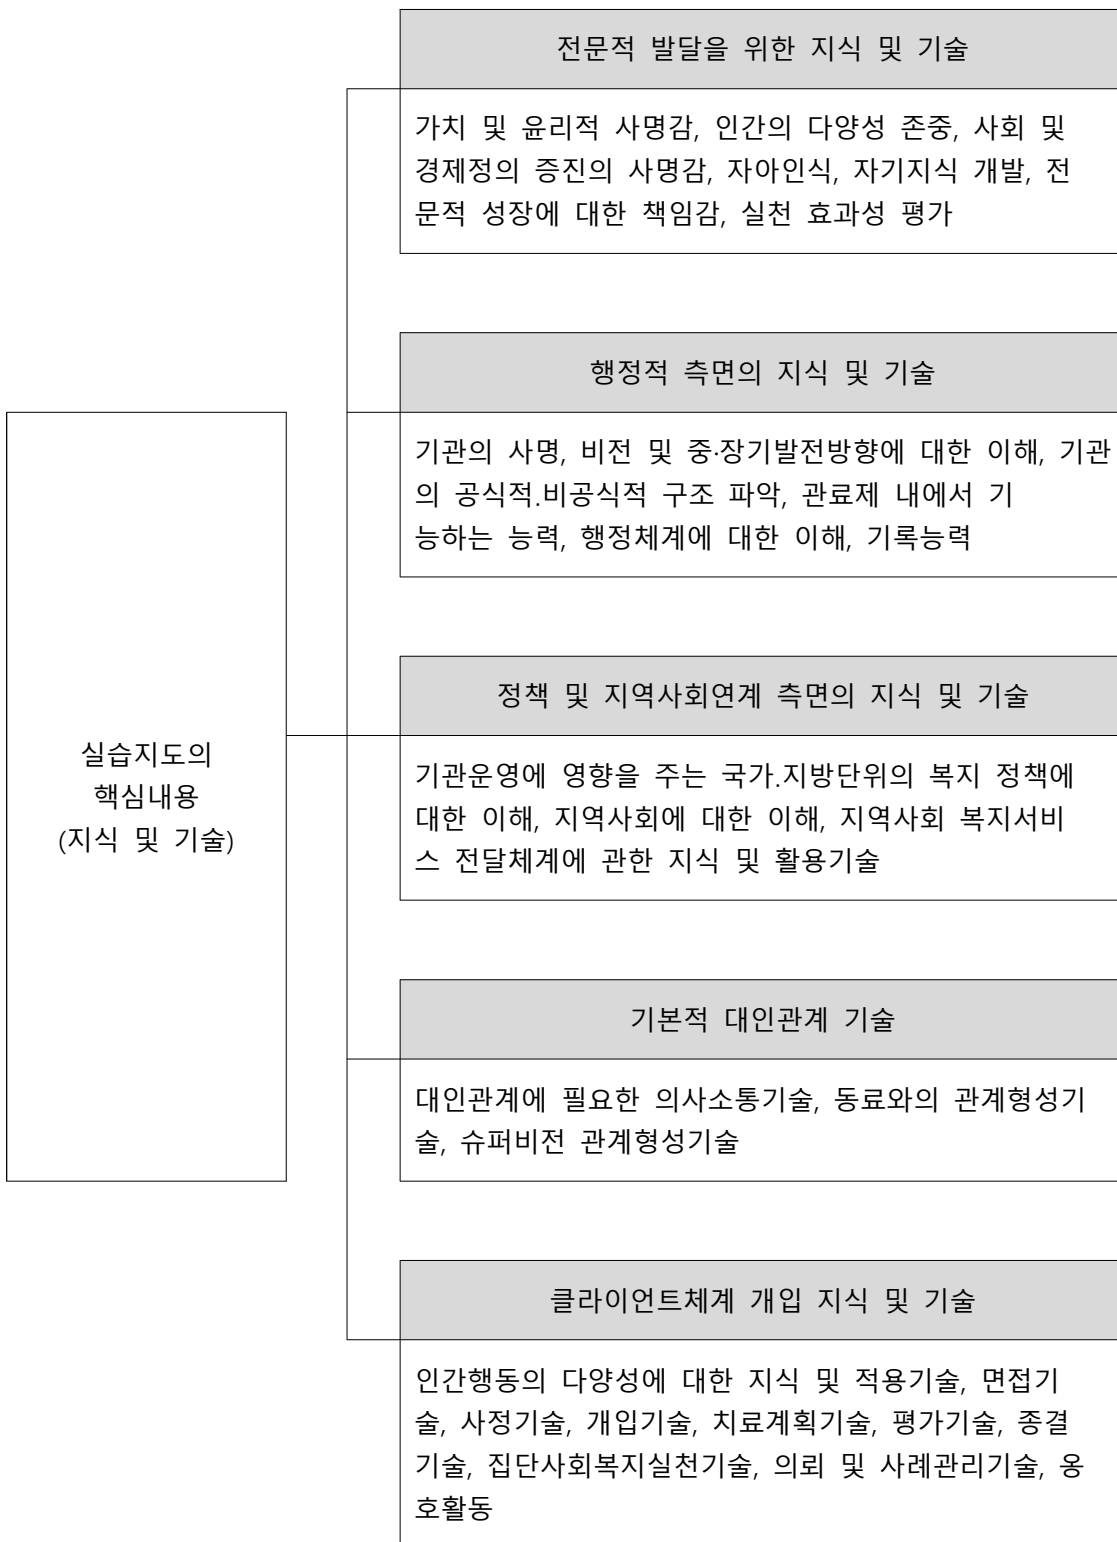 전문적 발달을 위한 지식 및 기술
가치 및 윤리적 사명감, 인간의 다양성 존중, 사회 및
경제정의 증진의 사명감, 자아인식, 자기지식 개발, 전
문적 성장에 대한 책임감, 실천 효과성 평가
행정적 측면의 지식 및 기술
기관의 사명, 비전 및 중·장기발전방향에 대한 이해, 기관
의 공식적.비공식적 구조 파악, 관료제 내에서 기
능하는 능력, 행정체계에 대한 이해, 기록능력
실습지도의
핵심내용
(지식 및 기술)
정책 및 지역사회연계 측면의 지식 및 기술
기관운영에 영향을 주는 국가.지방단위의 복지 정책에
대한 이해, 지역사회에 대한 이해, 지역사회 복지서비
스 전달체계에 관한 지식 및 활용기술
기본적 대인관계 기술
대인관계에 필요한 의사소통기술, 동료와의 관계형성기
술, 슈퍼비전 관계형성기술
클라이언트체계 개입 지식 및 기술
인간행동의 다양성에 대한 지식 및 적용기술, 면접기
술, 사정기술, 개입기술, 치료계획기술, 평가기술, 종결
기술, 집단사회복지실천기술, 의뢰 및 사례관리기술, 옹
호활동